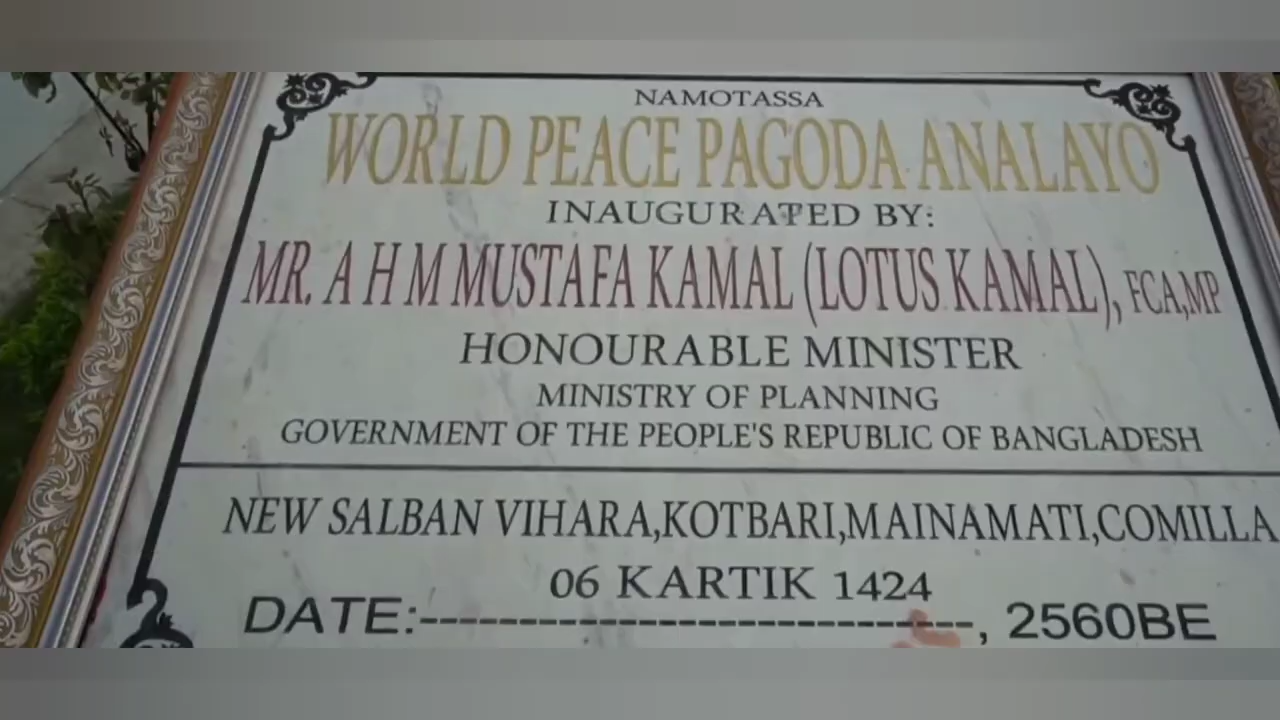 NAMOTASSA
WORLD PEACE PAGODA ANALAYO
INAUGURATED BY:
MR. A H M MUSTAFA KAMAL (LOTUS KAMAL), FCA,MP
HONOURABLE MINISTER
MINISTRY OF PLANNING
GOVERNMENT OF THE PEOPLE'S REPUBLIC OF BANGLADESH
NEW SALBAN VIHARA,KOTBARI,MAINAMATI,COMILLA
06 KARTIK 1424
DATE:----------------------------, 2560BE